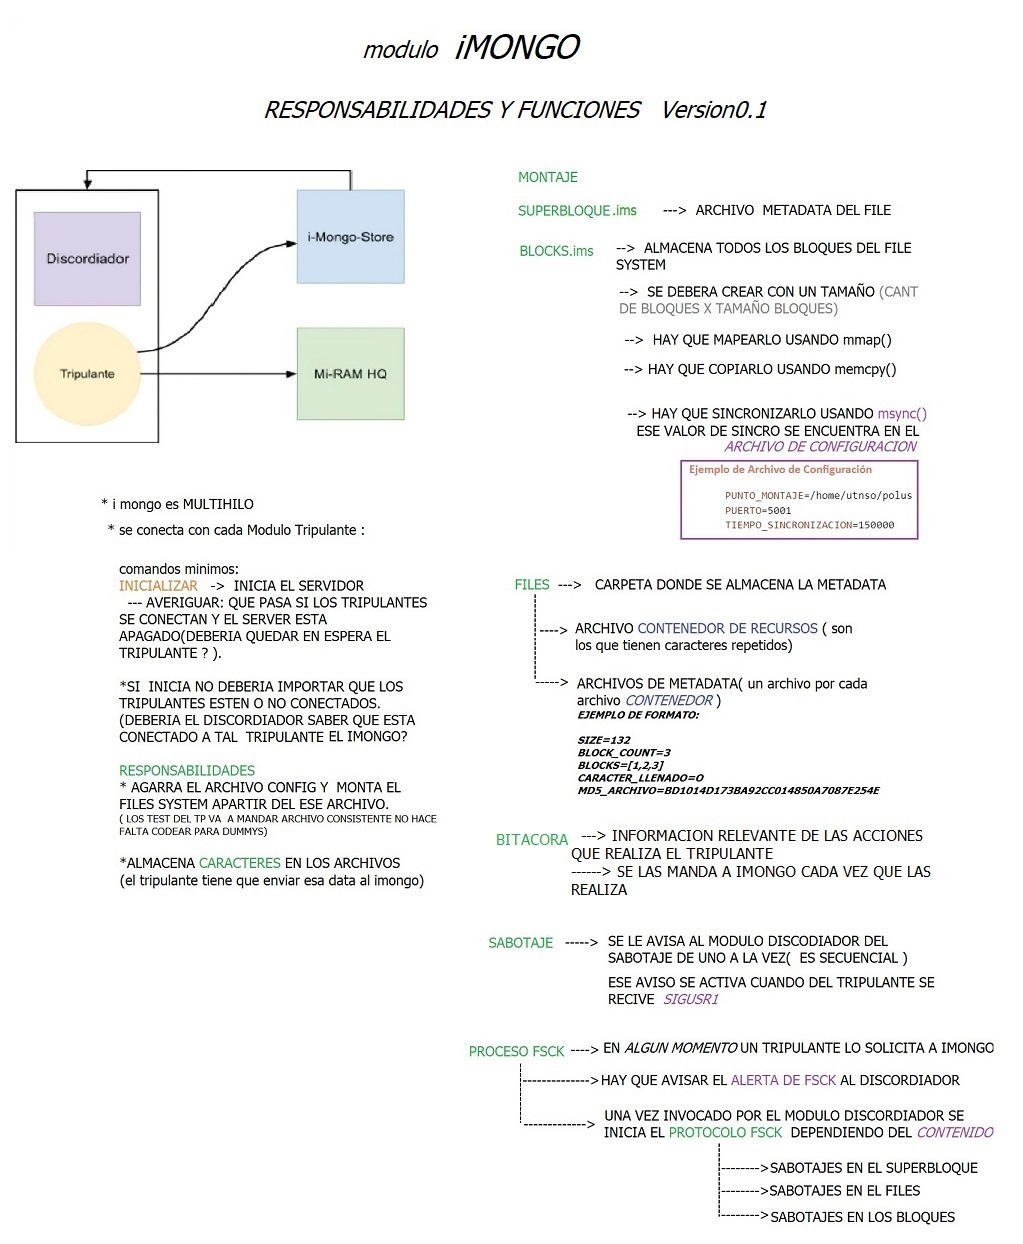 modulo iMONGO
RESPONSABILIDADES Y FUNCIONES Version0.1
Discordiador
Tripulante
i-Mongo-Store
Mi-RAM HQ
* i mongo es MULTIHILO
* se conecta con cada Modulo Tripulante :
comandos minimos:
INICIALIZAR -> INICIA EL SERVIDOR
--- AVERIGUAR: QUE PASA SI LOS TRIPULANTES
SE CONECTAN Y EL SERVER ESTA
APAGADO(DEBERIA QUEDAR EN ESPERA EL
TRIPULANTE ? ).
*SI INICIA NO DEBERIA IMPORTAR QUE LOS
TRIPULANTES ESTEN O NO CONECTADOS.
(DEBERIA EL DISCORDIADOR SABER QUE ESTA
CONECTADO A TAL TRIPULANTE EL IMONGO?
RESPONSABILIDADES
* AGARRA EL ARCHIVO CONFIG Y MONTA EL
FILES SYSTEM APARTIR DEL ESE ARCHIVO.
( LOS TEST DEL TP VA A MANDAR ARCHIVO CONSISTENTE NO HACE
FALTA CODEAR PARA DUMMYS)
*ALMACENA CARACTERES EN LOS ARCHIVOS
(el tripulante tiene que enviar esa data al imongo)
MONTAJE
SUPERBLOQUE.ims ---> ARCHIVO METADATA DEL FILE
BLOCKS.ims --> ALMACENA TODOS LOS BLOQUES DEL FILE
SYSTEM
--> SE DEBERA CREAR CON UN TAMAÑO (CANT
DE BLOQUES X TAMAÑO BLOQUES)
--> HAY QUE MAPEARLO USANDO mmap()
--> HAY QUE COPIARLO USANDO memcpy()
--> HAY QUE SINCRONIZARLO USANDO msync()
ESE VALOR DE SINCRO SE ENCUENTRA EN EL
ARCHIVO DE CONFIGURACION
Ejemplo de Archivo de Configuración
PUNTO_MONTAJE=/home/utnso/polus
PUERTO=5001
TIEMPO_SINCRONIZACION=150000
FILES ---> CARPETA DONDE SE ALMACENA LA METADATA
----> ARCHIVO CONTENEDOR DE RECURSOS ( son
los que tienen caracteres repetidos)
-----> ARCHIVOS DE METADATA( un archivo por cada
archivo CONTENEDOR )
EJEMPLO DE FORMATO:
SIZE=132
BLOCK_COUNT=3
BLOCKS=[1,2,3]
CARACTER_LLENADO=O
MD5_ARCHIVO=BD1014D173BA92CC014850A7087E254E
BITACORA ---> INFORMACION RELEVANTE DE LAS ACCIONES
QUE REALIZA EL TRIPULANTE
------> SE LAS MANDA A IMONGO CADA VEZ QUE LAS
REALIZA
SABOTAJE -----> SE LE AVISA AL MODULO DISCODIADOR DEL
SABOTAJE DE UNO A LA VEZ( ES SECUENCIAL )
ESE AVISO SE ACTIVA CUANDO DEL TRIPULANTE SE
RECIVE SIGUSR1
PROCESO FSCK ----> EN ALGUN MOMENTO UN TRIPULANTE LO SOLICITA A IMONGO
-------------->HAY QUE AVISAR EL ALERTA DE FSCK AL DISCORDIADOR
-------------> UNA VEZ INVOCADO POR EL MODULO DISCORDIADOR SE
INICIA EL PROTOCOLO FSCK DEPENDIENDO DEL CONTENIDO
-------->SABOTAJES EN EL SUPERBLOQUE
-------->SABOTAJES EN EL FILES
--------> SABOTAJES EN LOS BLOQUES